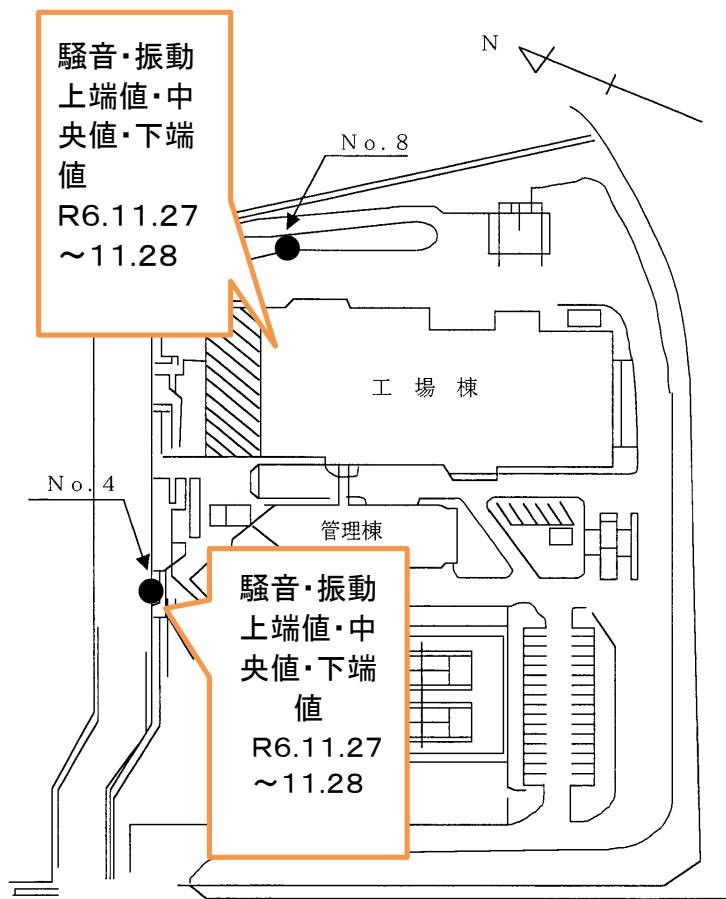 騒音・振動
上端値・中
央値・下端
値
R6.11.27
～11.28
N
No.8
工場棟
No.4
管理棟
騒音・振動
上端値・中
央値・下端
値
R6.11.27
～11.28